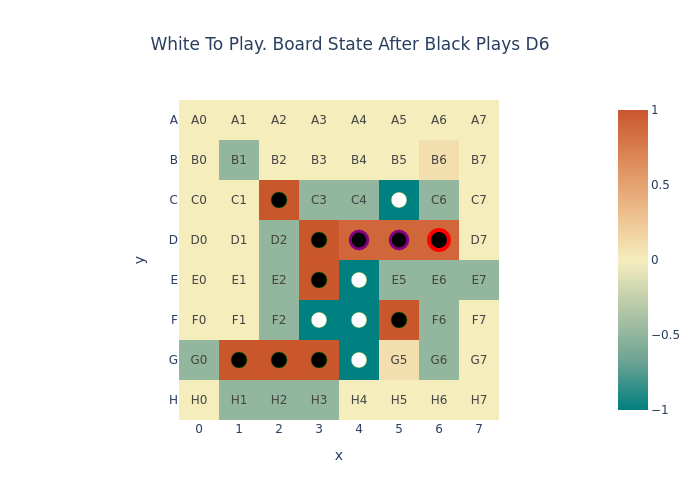 White To Play. Board State After Black Plays D6
A A0 A1 A2 A3 A4 A5 A6 A7
B B0 B1 B2 B3 B4 B5 B6 B7
C C0 C1 C3 C4 C6 C7
D D0 D1 D2 D7
E E0 E1 E2 E5 E6 E7
F F0 F1 F2 F6 F7
G G0 G5 G6 G7
H H0 H1 H2 H3 H4 H5 H6 H7
0 1 2 3 4 5 6 7
x
y
1
0.5
0
−0.5
−1